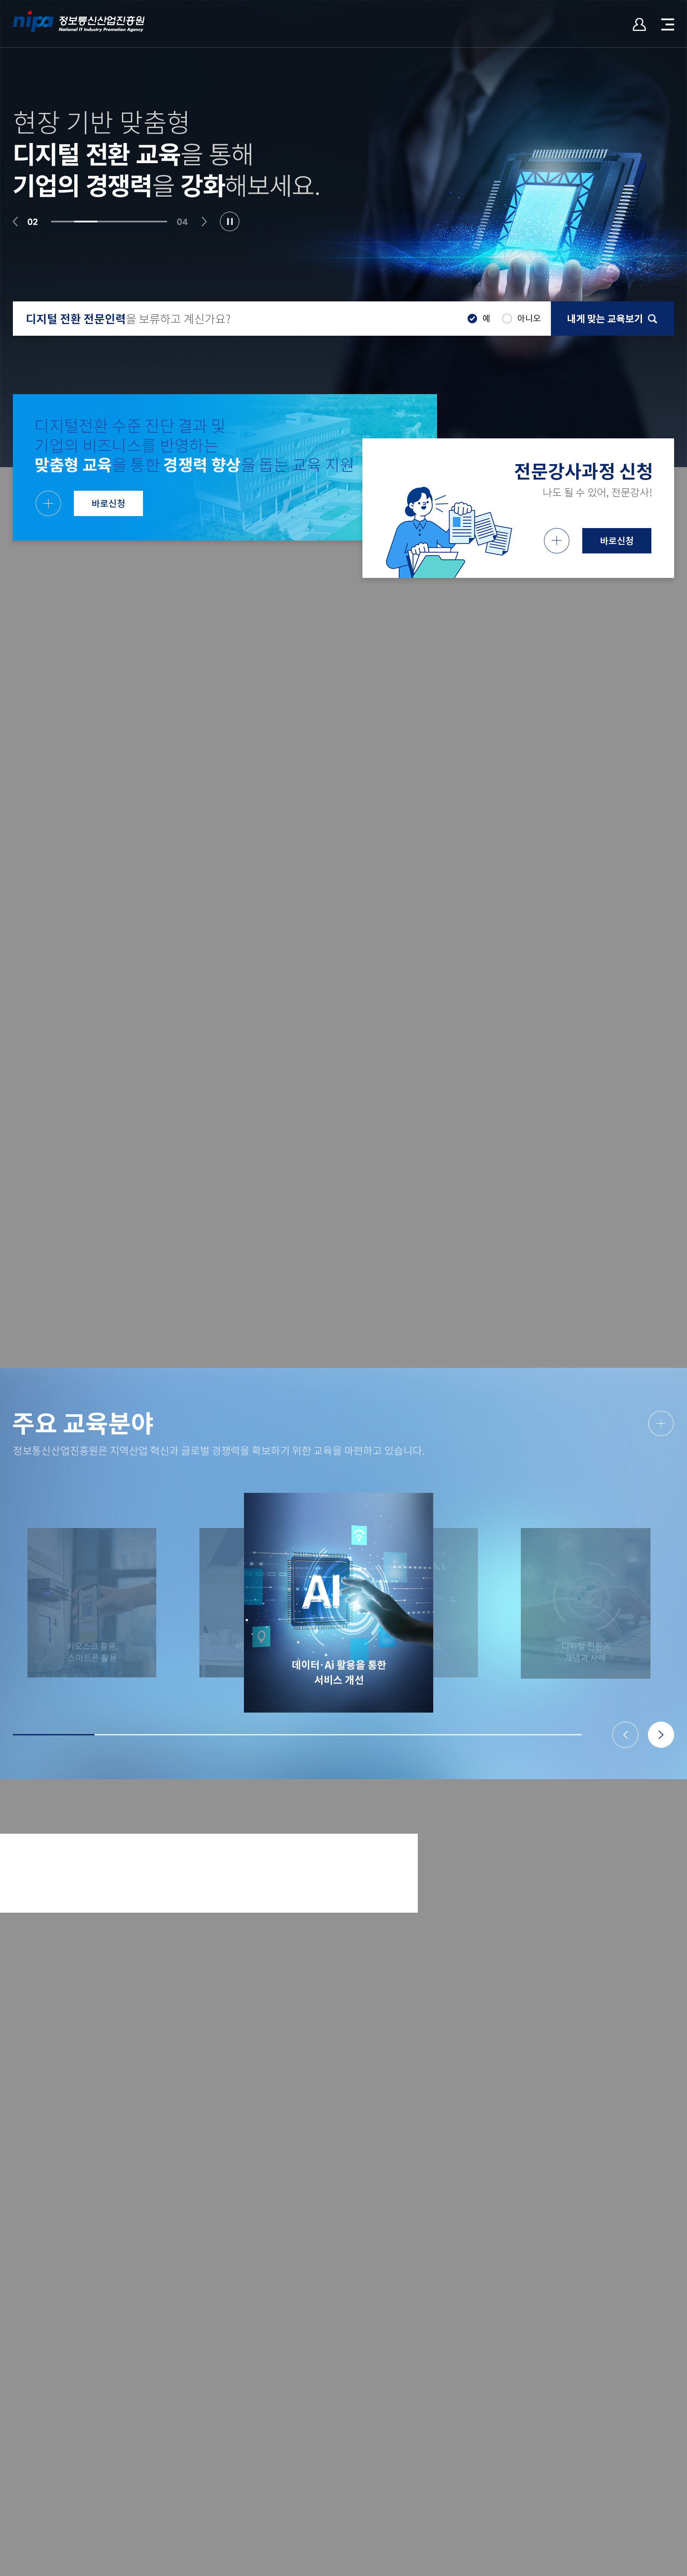 nipa 정보통신산업진흥원
National IT Industry Promotion Agency
현장 기반 맞춤형
디지털 전환 교육을 통해
기업의 경쟁력을 강화해보세요.
02
04
디지털 전환 전문인력을 보류하고 계신가요?
예
아니오
내게 맞는 교육보기
디지털전환 수준 진단 결과 및
기업의 비즈니스를 반영하는
맞춤형 교육을 통한 경쟁력 향상을 돕는 교육 지원
바로신청
전문강사과정 신청
나도 될 수 있어, 전문강사!
바로신청
주요 교육분야
정보통신산업진흥원은 지역산업 혁신과 글로벌 경쟁력을 확보하기 위한 교육을 마련하고 있습니다.
키오스크 활용,
스마트폰 활용
AI
데이터·Ai 활용을 통한
서비스 개선
디지털 전환의
개념과 사례